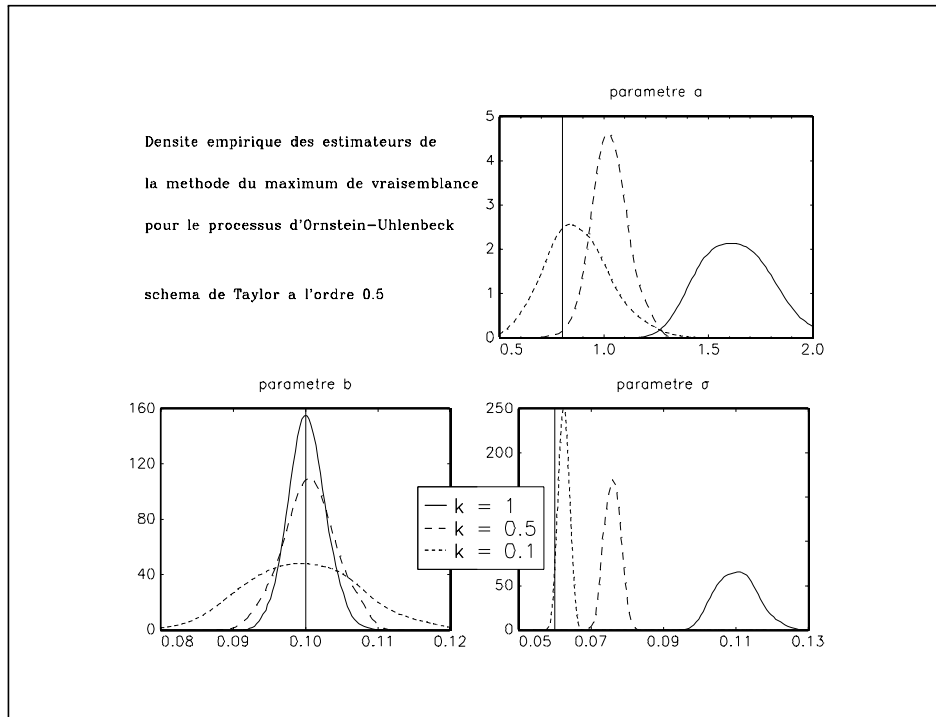 Densite empirique des estimateurs de
la methode du maximum de vraisemblance
pour le processus d'Ornstein-Uhlenbeck
schema de Taylor a l'ordre 0.5
parametre a
5
4
3
2
1
0
0.5 1.0 1.5 2.0
parametre b
160
120
80
40
0
0.08 0.09 0.10 0.11 0.12
parametre σ
250
200
50
0
0.05 0.07 0.09 0.11 0.13
k = 1
k = 0.5
k = 0.1